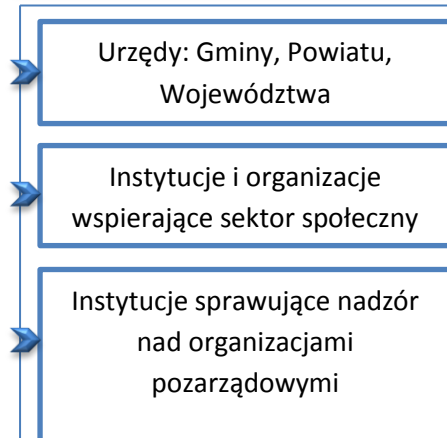 Urzędy: Gminy, Powiatu,
Województwa
Instytucje i organizacje
wspierające sektor społeczny
Instytucje sprawujące nadzór
nad organizacjami
pozarządowymi